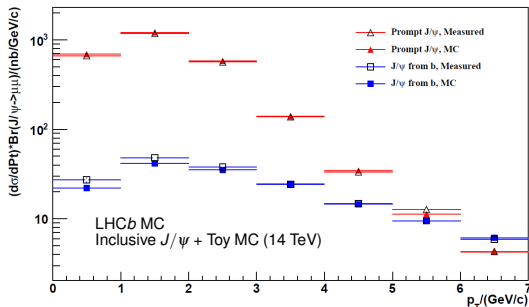 (dσ/dPt)*Br(J/ψ->μμ)/(nb/GeV/c)
10³
10²
10
Prompt J/ψ, Measured
Prompt J/ψ, MC
J/ψ from b, Measured
J/ψ from b, MC
LHCb MC
Inclusive J/ψ + Toy MC (14 TeV)
0 1 2 3 4 5 6 7
p_T/(GeV/c)